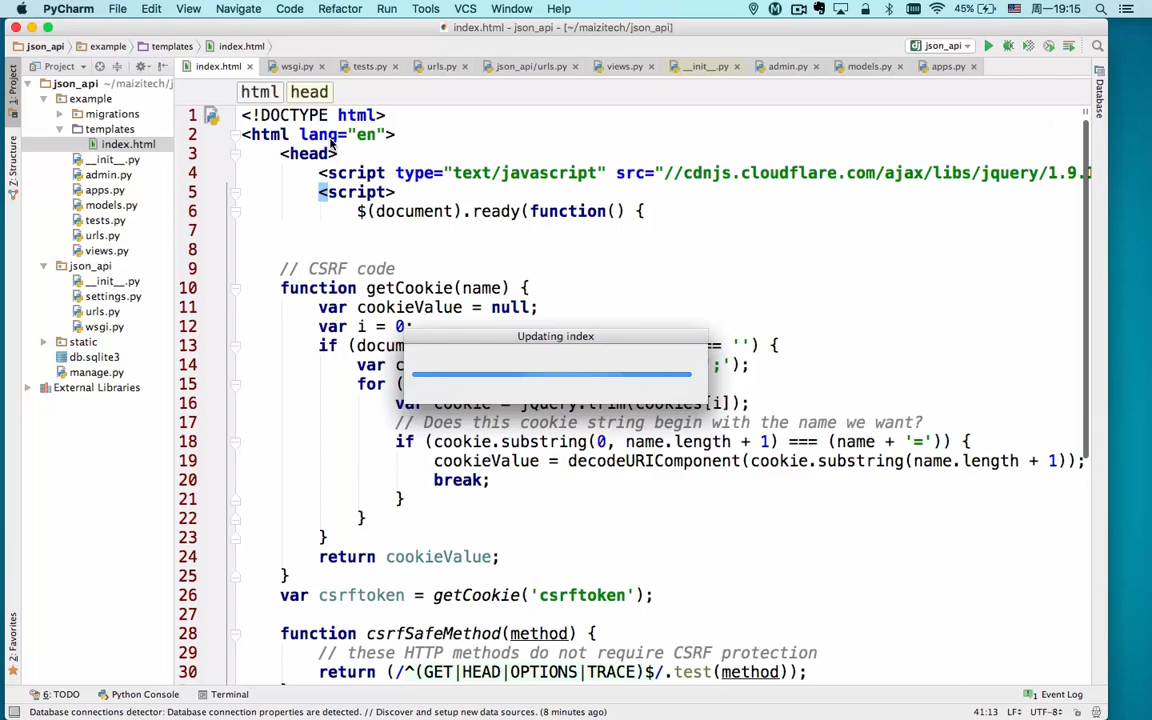 PyCharm File Edit View Navigate Code Refactor Run Tools VCS Window Help 45% 周一19:15
index.html - json_api - [~/maizitech/json_api]
json_api example templates index.html json_api
Project index.html wsgi.py tests.py urls.py json_api/urls.py views.py __init__.py admin.py models.py apps.py
1: Project
Z: Structure
2: Favorites
Database
json_api ~/maizitech/j
example
migrations
templates
index.html
__init__.py
admin.py
apps.py
models.py
tests.py
urls.py
views.py
json_api
__init__.py
settings.py
urls.py
wsgi.py
static
db.sqlite3
manage.py
External Libraries
html head
1 <!DOCTYPE html>
2 <html lang="en">
3 <head>
4 <script type="text/javascript" src="//cdnjs.cloudflare.com/ajax/libs/jquery/1.9.1
5 <script>
6 $(document).ready(function() {
7
8
9 // CSRF code
10 function getCookie(name) {
11 var cookieValue = null;
12 var i = 0;
13 if (docum == '') {
14 var c ;');
15 for (
16 var cookie = jQuery.trim(cookies[i]);
17 // Does this cookie string begin with the name we want?
18 if (cookie.substring(0, name.length + 1) === (name + '=')) {
19 cookieValue = decodeURIComponent(cookie.substring(name.length + 1));
20 break;
21 }
22 }
23 }
24 return cookieValue;
25 }
26 var csrftoken = getCookie('csrftoken');
27
28 function csrfSafeMethod(method) {
29 // these HTTP methods do not require CSRF protection
30 return (/^(GET|HEAD|OPTIONS|TRACE)$/.test(method));
Updating index
6: TODO Python Console Terminal 1 Event Log
Database connections detector: Database connection properties are detected. // Discover and setup new data sources. (8 minutes ago) 41:13 LF÷ UTF-8÷